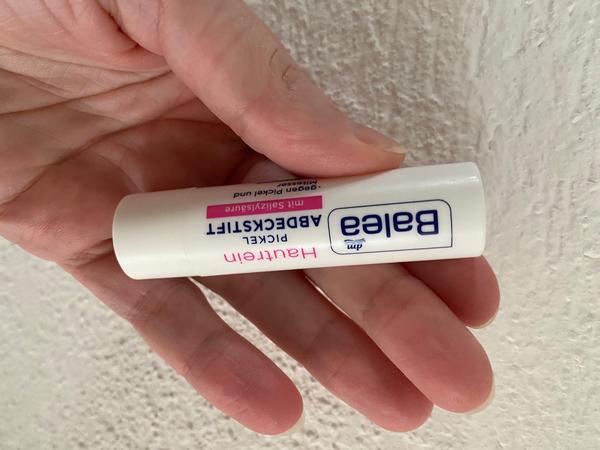 Balea
dm
Hautrein
PICKEL
ABDECKSTIFT
mit Salizylsäure
• gegen Pickel und
Mitesser